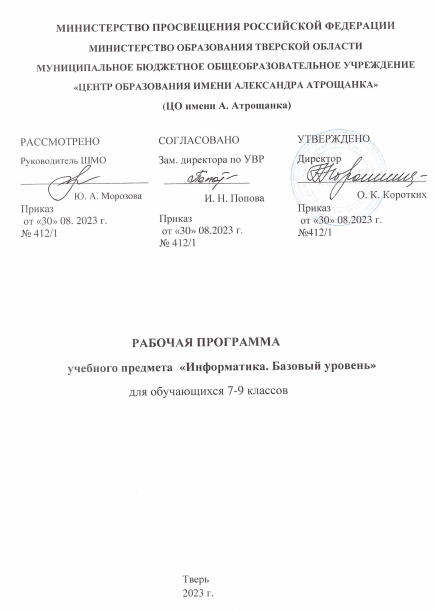 МИНИСТЕРСТВО ПРОСВЕЩЕНИЯ РОССИЙСКОЙ ФЕДЕРАЦИИ
МИНИСТЕРСТВО ОБРАЗОВАНИЯ ТВЕРСКОЙ ОБЛАСТИ
МУНИЦИПАЛЬНОЕ БЮДЖЕТНОЕ ОБЩЕОБРАЗОВАТЕЛЬНОЕ УЧРЕЖДЕНИЕ
«ЦЕНТР ОБРАЗОВАНИЯ ИМЕНИ АЛЕКСАНДРА АТРОЩАНКА»
(ЦО имени А. Атрощанка)
РАССМОТРЕНО
Руководитель ШМО
Ю. А. Морозова
Приказ
от «30» 08. 2023 г.
№ 412/1
СОГЛАСОВАНО
Зам. директора по УВР
И. Н. Попова
Приказ
от «30» 08.2023 г.
№ 412/1
УТВЕРЖДЕНО
Директор
О. К. Коротких
Приказ
от «30» 08.2023 г.
№412/1
РАБОЧАЯ ПРОГРАММА
учебного предмета «Информатика. Базовый уровень»
для обучающихся 7-9 классов
Тверь
2023 г.